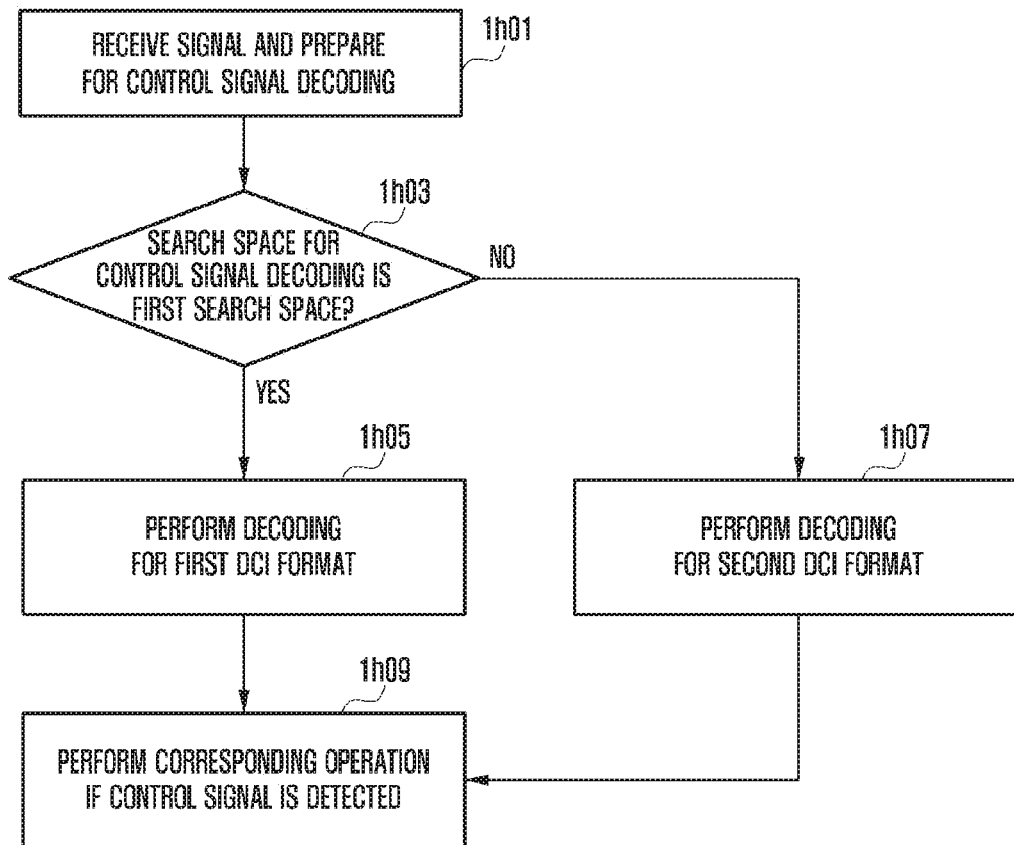 1h01
RECEIVE SIGNAL AND PREPARE
FOR CONTROL SIGNAL DECODING
1h03
SEARCH SPACE FOR
CONTROL SIGNAL DECODING IS
FIRST SEARCH SPACE?
NO
YES
1h05
PERFORM DECODING
FOR FIRST DCI FORMAT
1h07
PERFORM DECODING
FOR SECOND DCI FORMAT
1h09
PERFORM CORRESPONDING OPERATION
IF CONTROL SIGNAL IS DETECTED